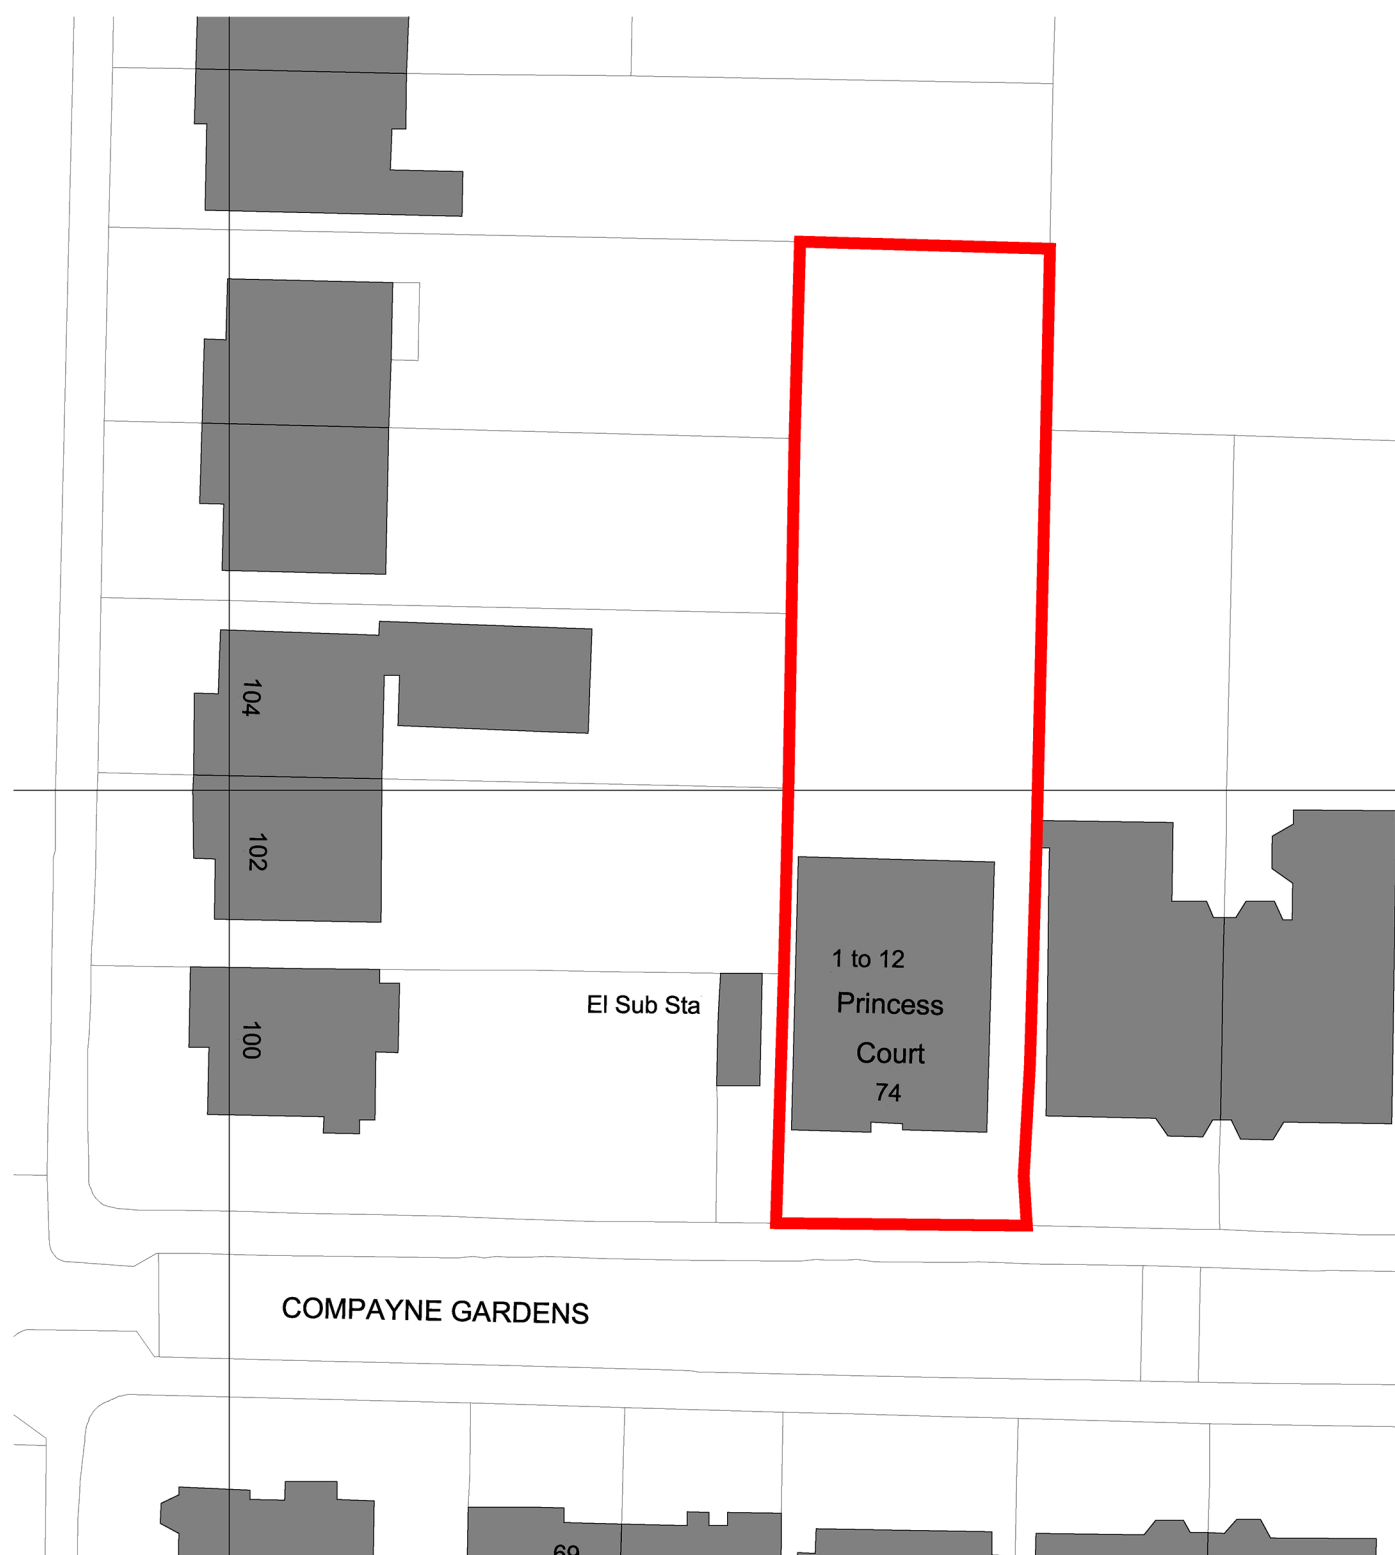 104
102
100
El Sub Sta
1 to 12
Princess
Court
74
COMPAYNE GARDENS
69